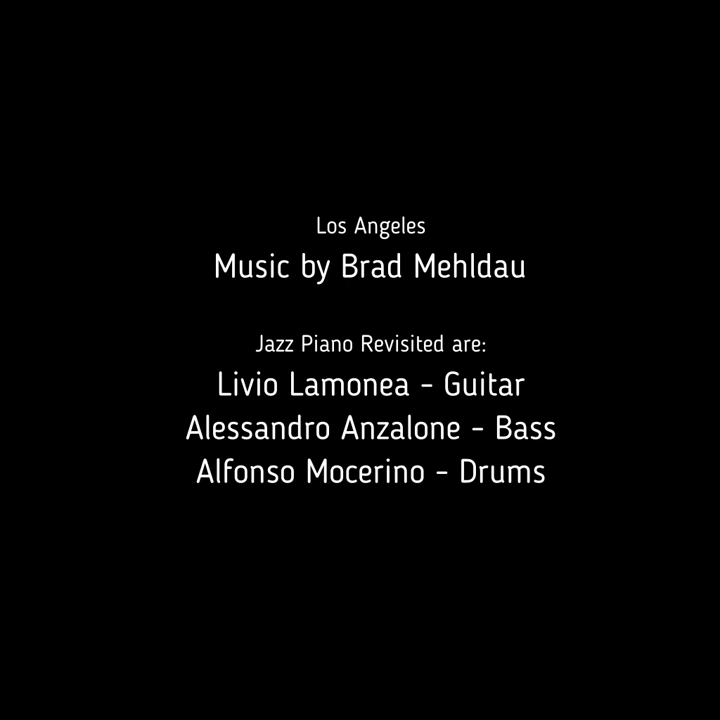 Los Angeles
Music by Brad Mehldau
Jazz Piano Revisited are:
Livio Lamonea - Guitar
Alessandro Anzalone - Bass
Alfonso Mocerino - Drums